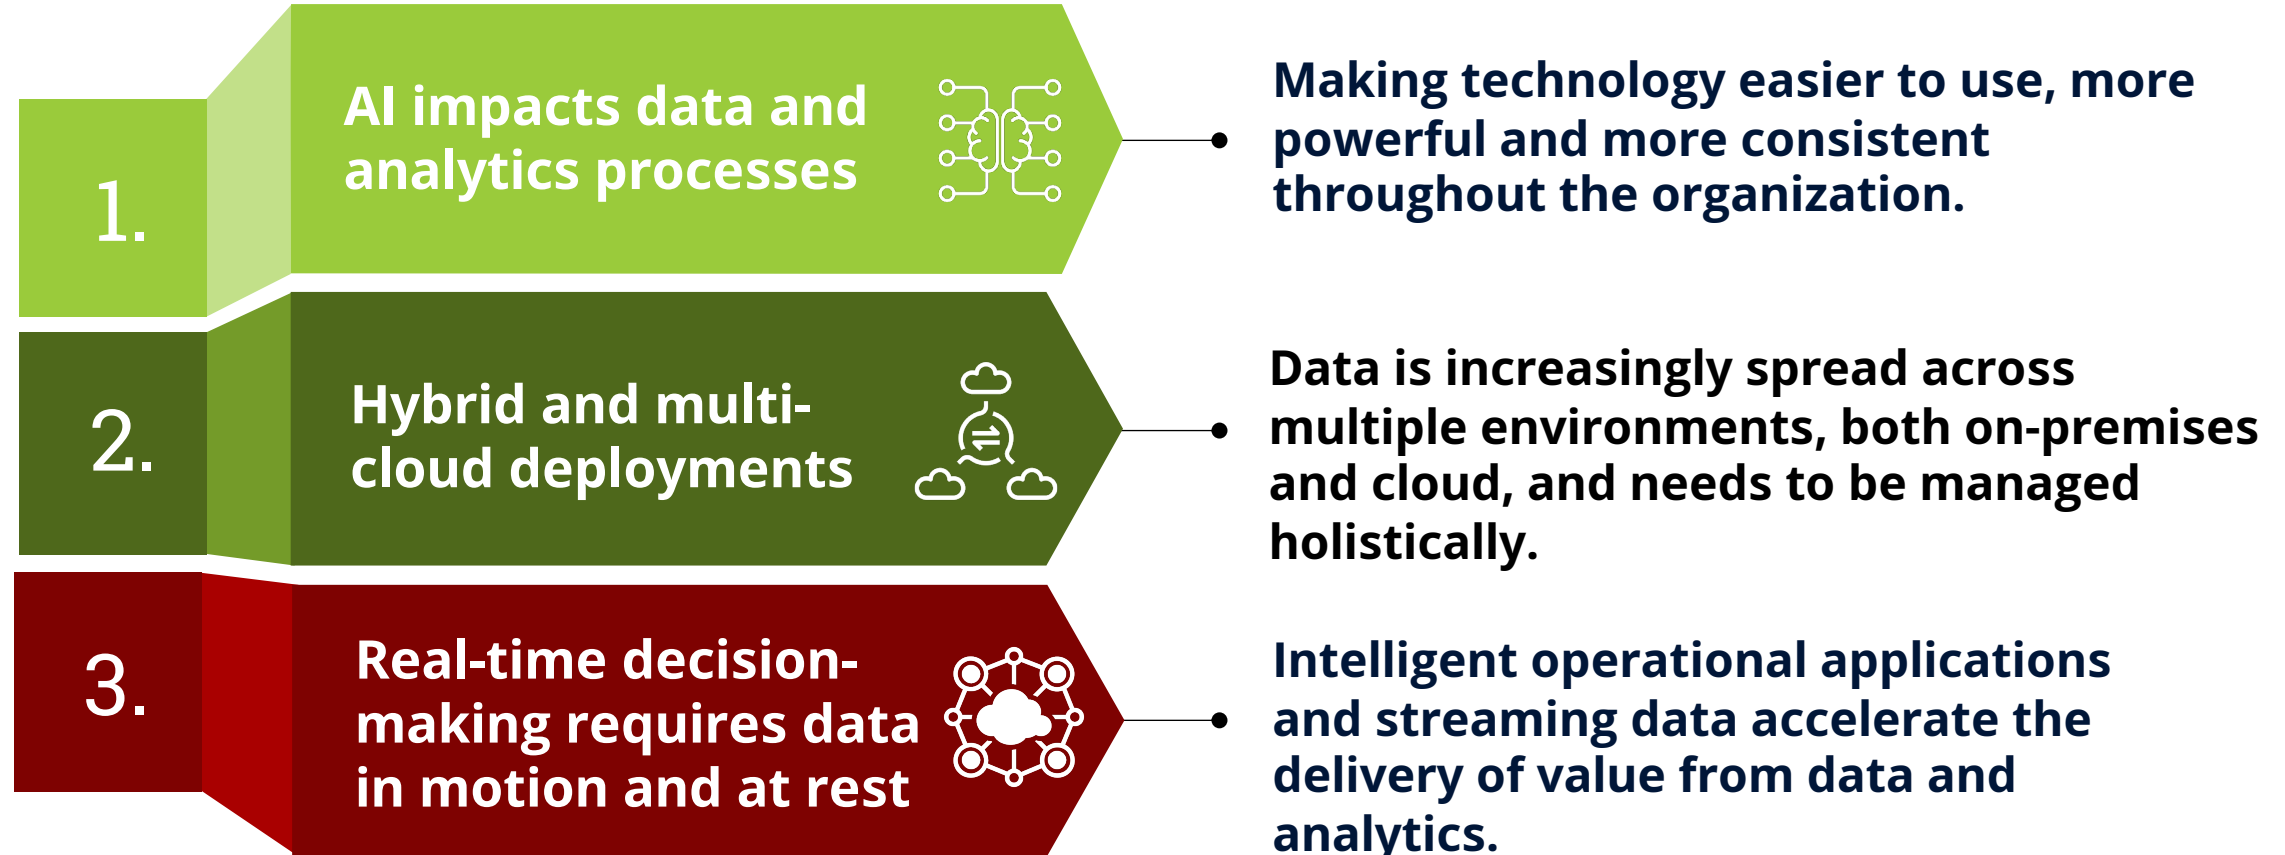 1.
AI impacts data and
analytics processes
Making technology easier to use, more
powerful and more consistent
throughout the organization.
2.
Hybrid and multi-
cloud deployments
Data is increasingly spread across
multiple environments, both on-premises
and cloud, and needs to be managed
holistically.
3.
Real-time decision-
making requires data
in motion and at rest
Intelligent operational applications
and streaming data accelerate the
delivery of value from data and
analytics.